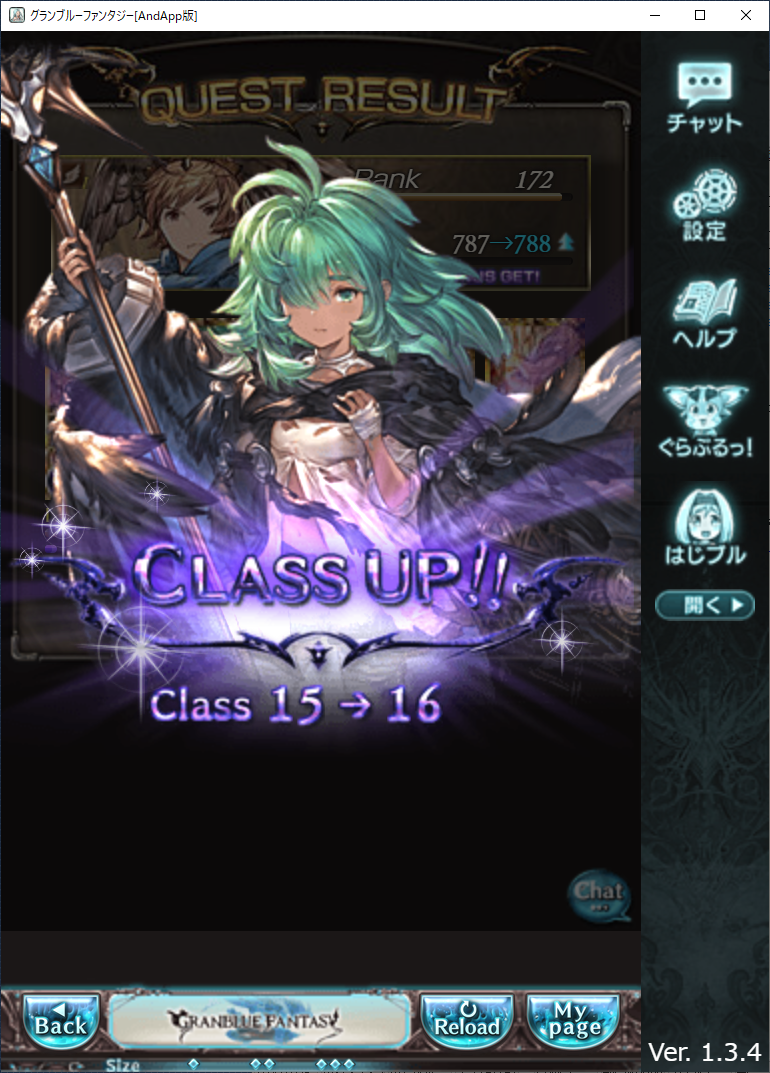 グランブルーファンタジー[AndApp版]
QUEST RESULT
Rank 172
787→788
NS GET!
CLASS UP!!
Class 15 → 16
Chat
チャット
設定
ヘルプ
ぐらぶるっ!
はじブル
開く ▶
Back
GRANBLUE FANTASY
Reload
My page
Size
Ver. 1.3.4